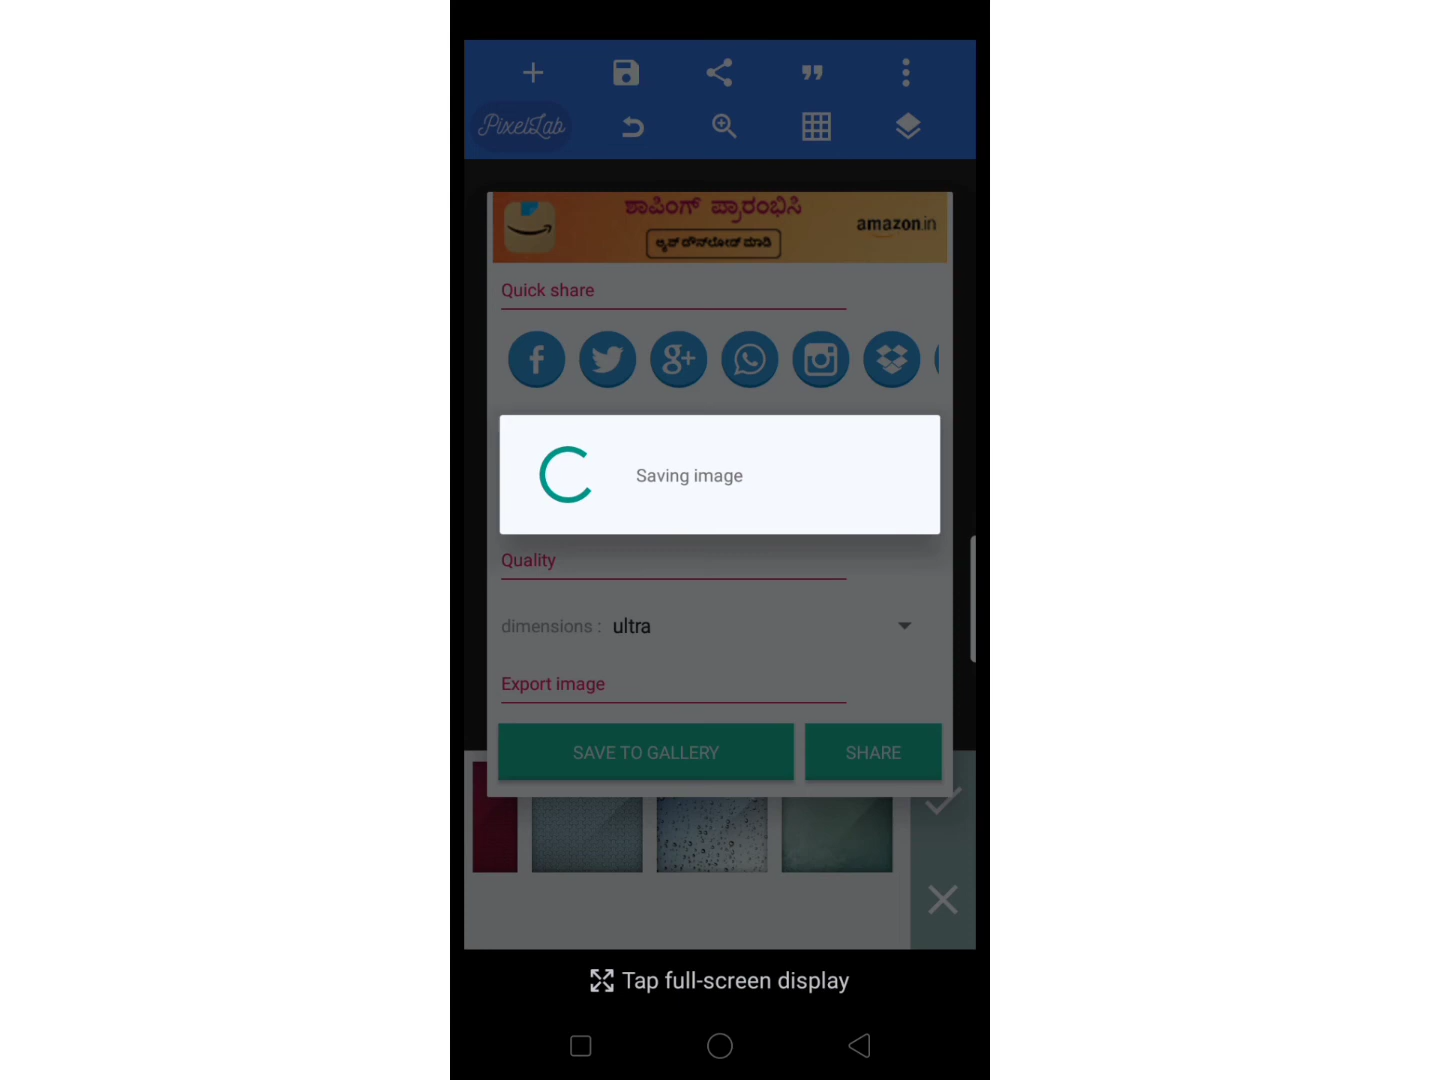 PixelLab
ಶಾಪಿಂಗ್ ಪ್ರಾರಂಭಿಸಿ
ಆ್ಯಪ್ ಡೌನ್‌ಲೋಡ್ ಮಾಡಿ
amazon.in
Quick share
Saving image
Quality
dimensions : ultra
Export image
SAVE TO GALLERY SHARE
Tap full-screen display